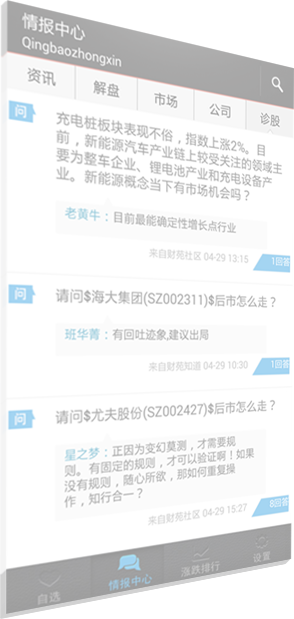 情报中心
Qingbaozhongxin
资讯 解盘 市场 公司 诊股
问
充电桩板块表现不俗，指数上涨2%。目
前，新能源汽车产业链上较受关注的领域主
要为整车企业、锂电池产业和充电设备产
业。新能源概念当下有市场机会吗？
老黄牛：目前最能确定性增长点行业
来自财苑社区 04-29 13:15
1回答
问
请问$海大集团(SZ002311)$后市怎么走？
班华菁：有回吐迹象,建议出局
来自财苑知道 04-29 10:30
1回答
问
请问$尤夫股份(SZ002427)$后市怎么走？
星之梦：正因为变幻莫测，才需要规
则。有固定的规则，才可以验证啊！如果
没有规则，随心所欲，那如何重复操
作，知行合一？
来自财苑社区 04-29 15:27
8回答
自选 情报中心 涨跌排行 设置